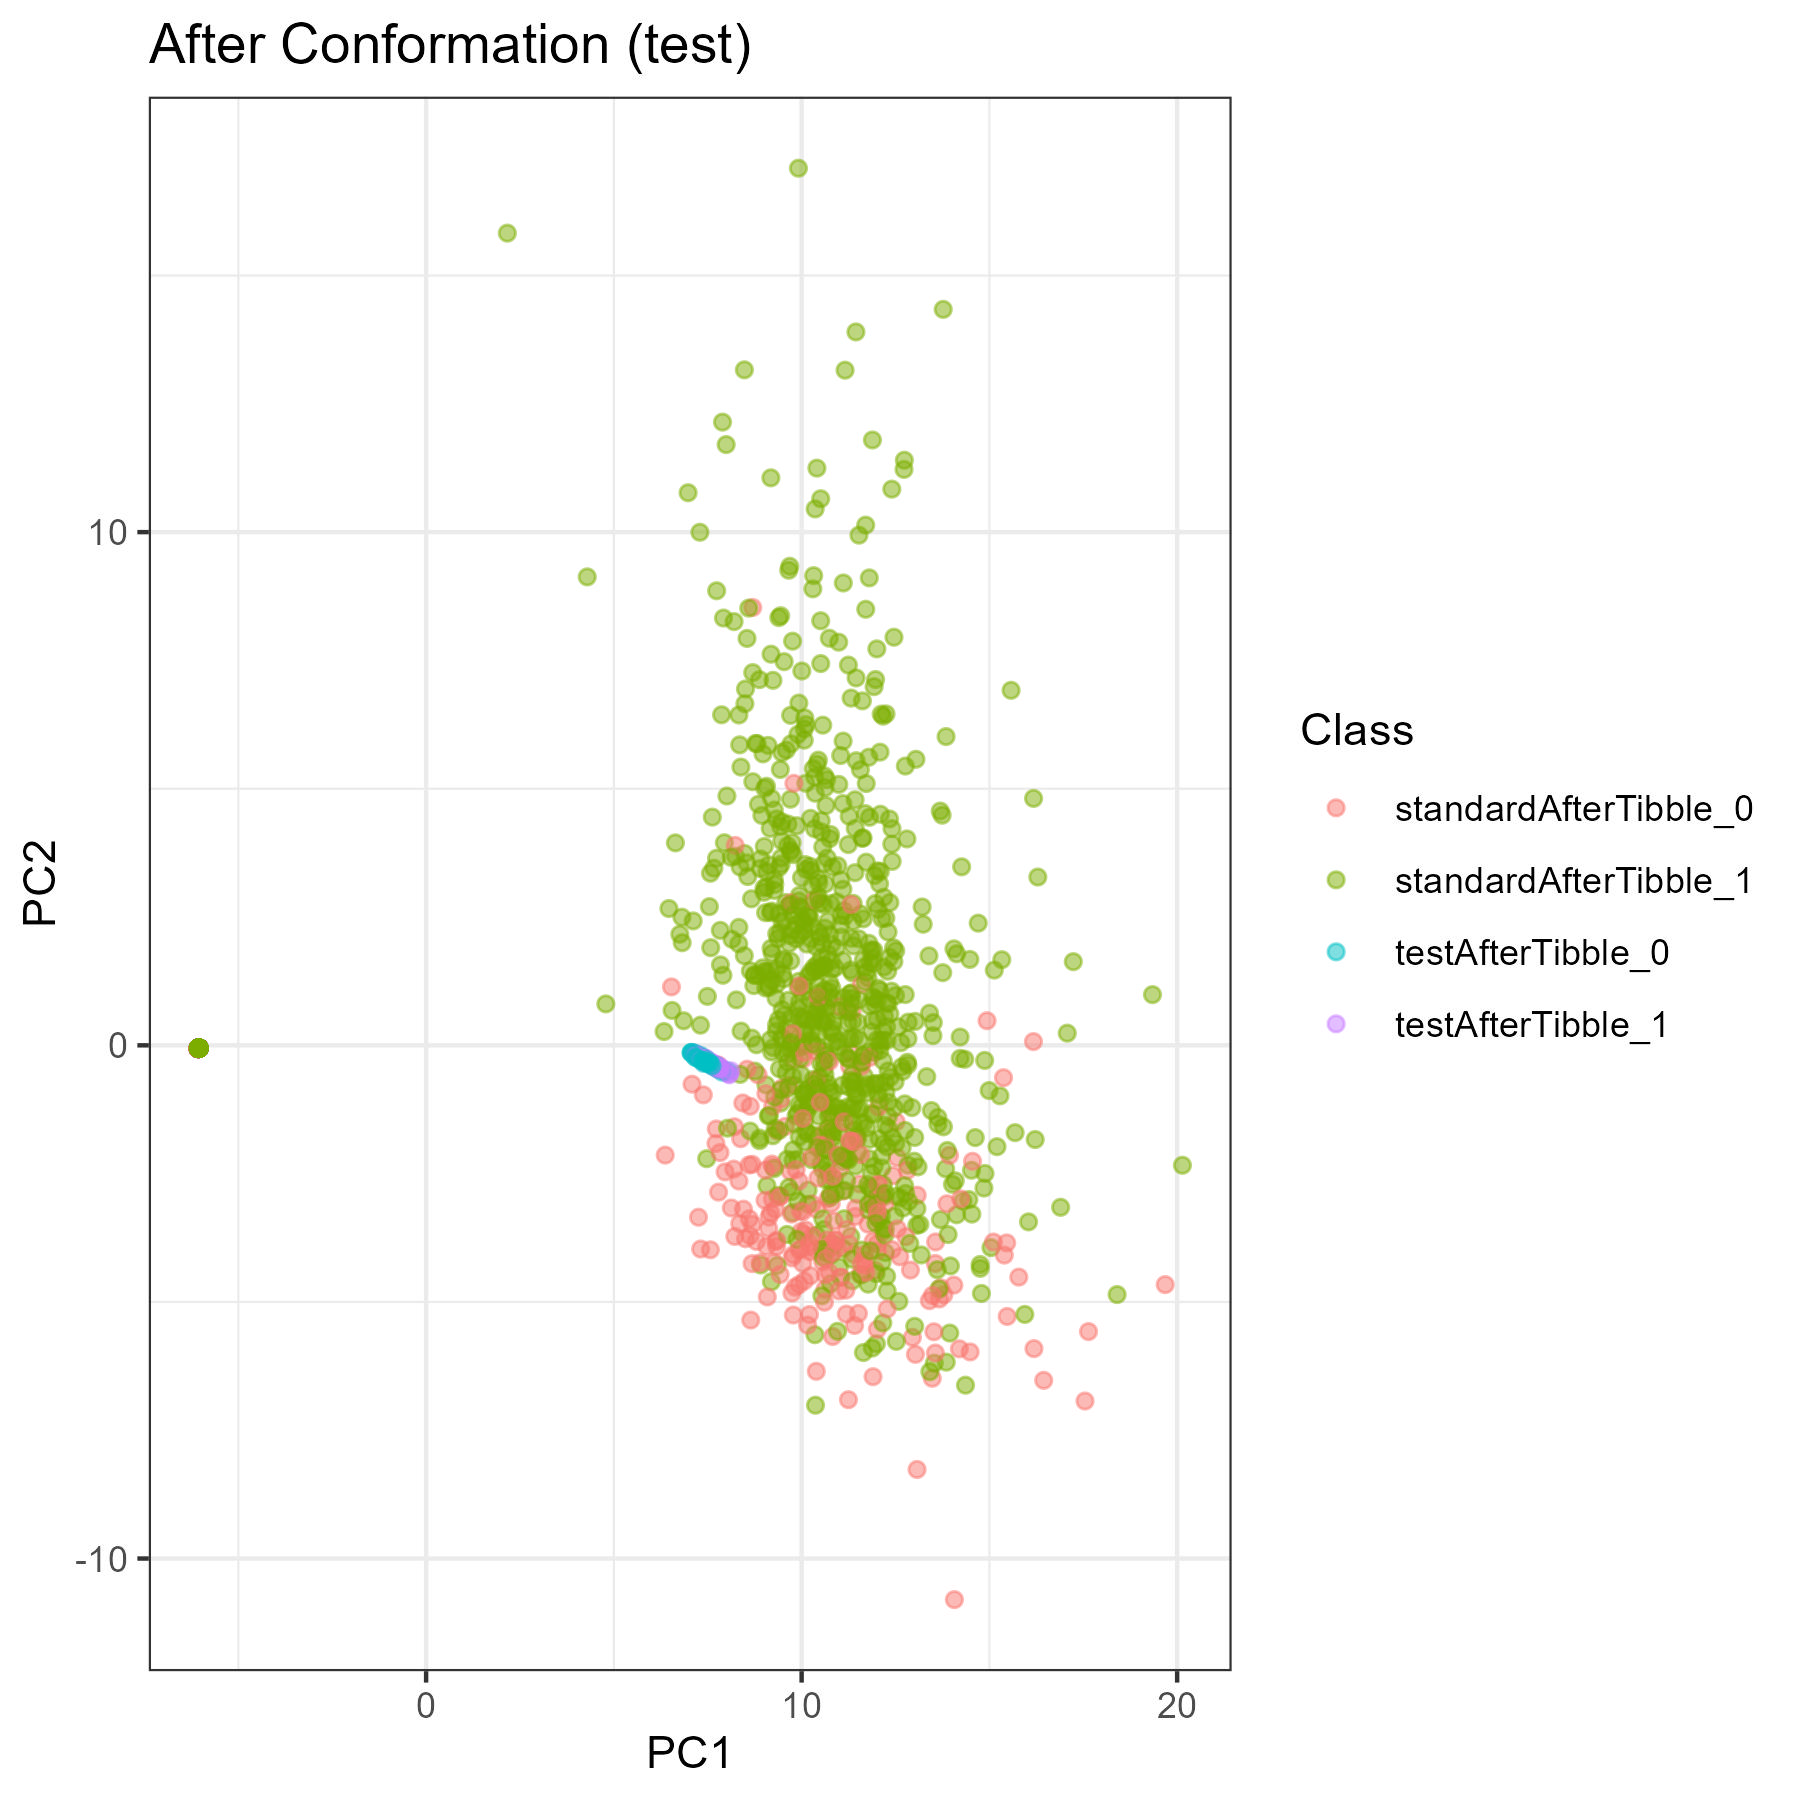 After Conformation (test)
10
0
-10
PC2
0
10
20
PC1
Class
standardAfterTibble_0
standardAfterTibble_1
testAfterTibble_0
testAfterTibble_1